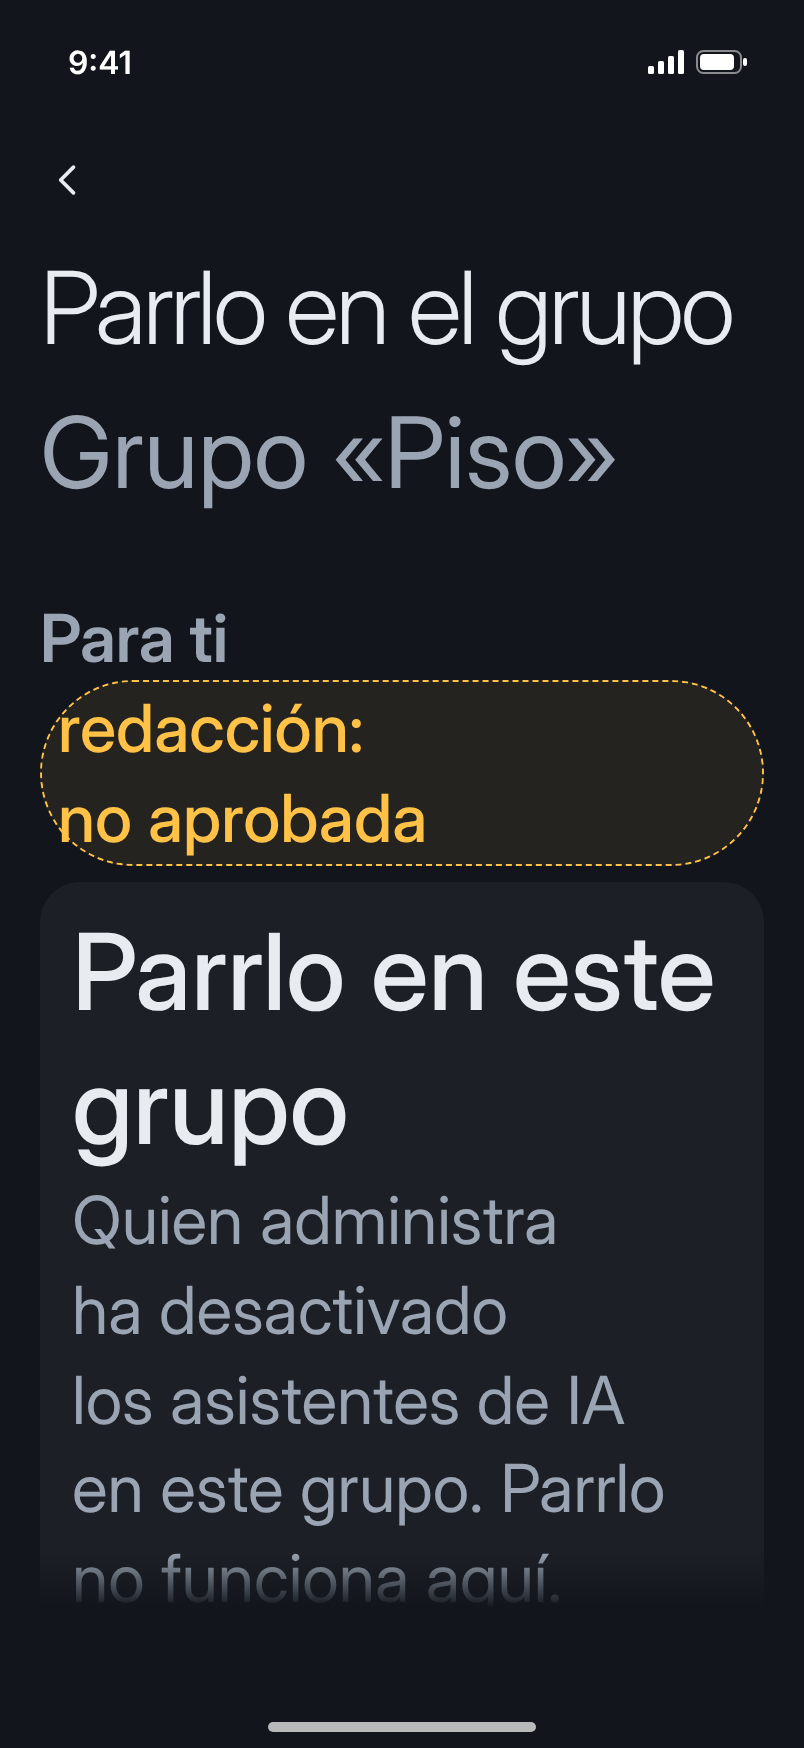 9:41
Parrlo en el grupo
Grupo «Piso»
Para ti
redacción:
no aprobada
Parrlo en este
grupo
Quien administra
ha desactivado
los asistentes de IA
en este grupo. Parrlo
no funciona aquí.